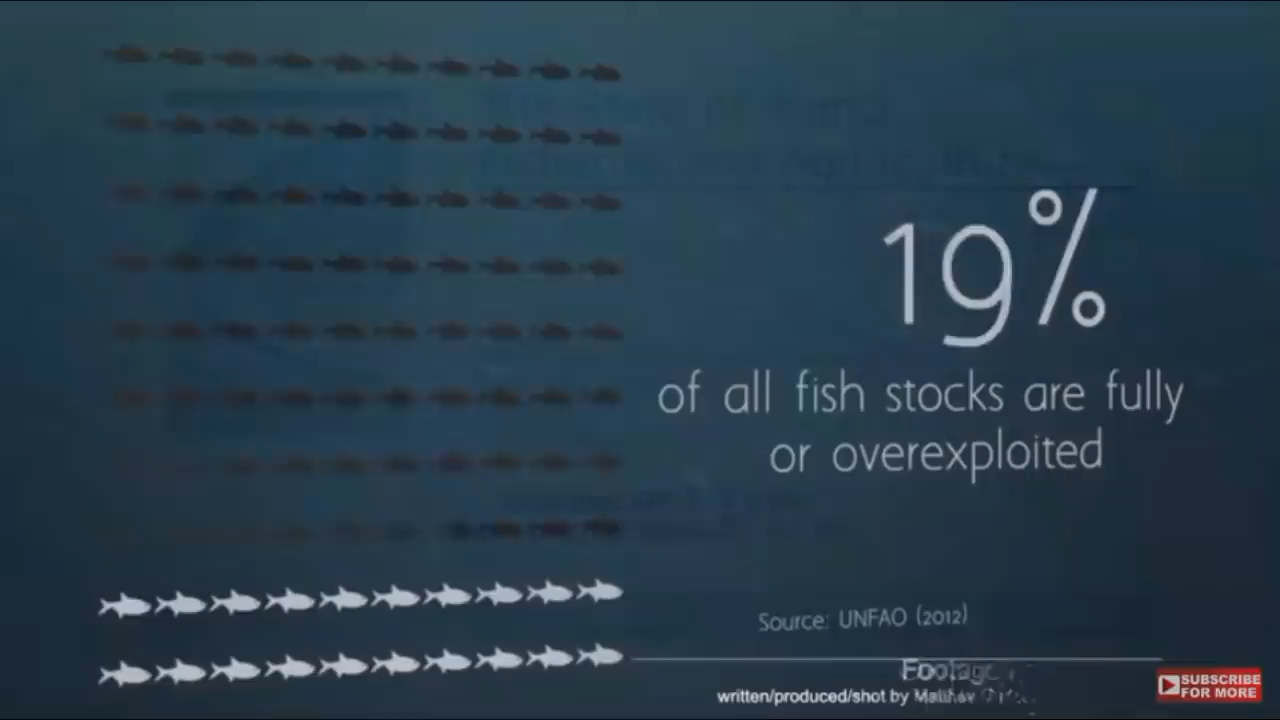 19%
of all fish stocks are fully
or overexploited
Source: UNFAO (2012)
written/produced/shot by
SUBSCRIBE
FOR MORE